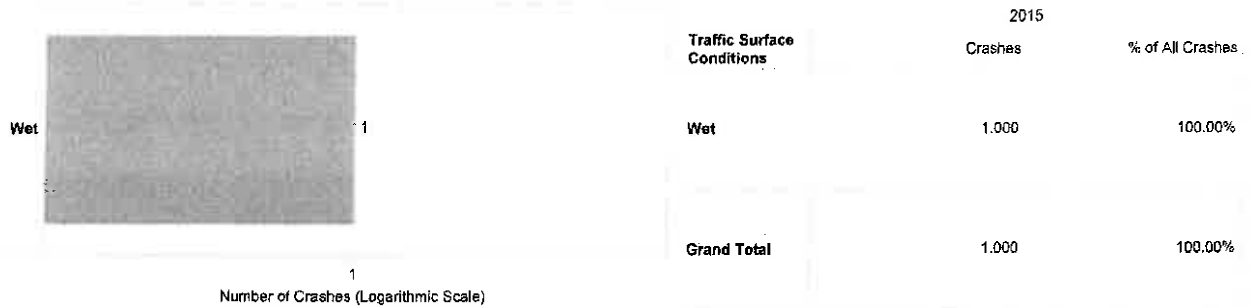 Wet
1
1
Number of Crashes (Logarithmic Scale)
2015
Traffic Surface Conditions
Crashes
% of All Crashes
Wet 1.000 100.00%
Grand Total 1.000 100.00%